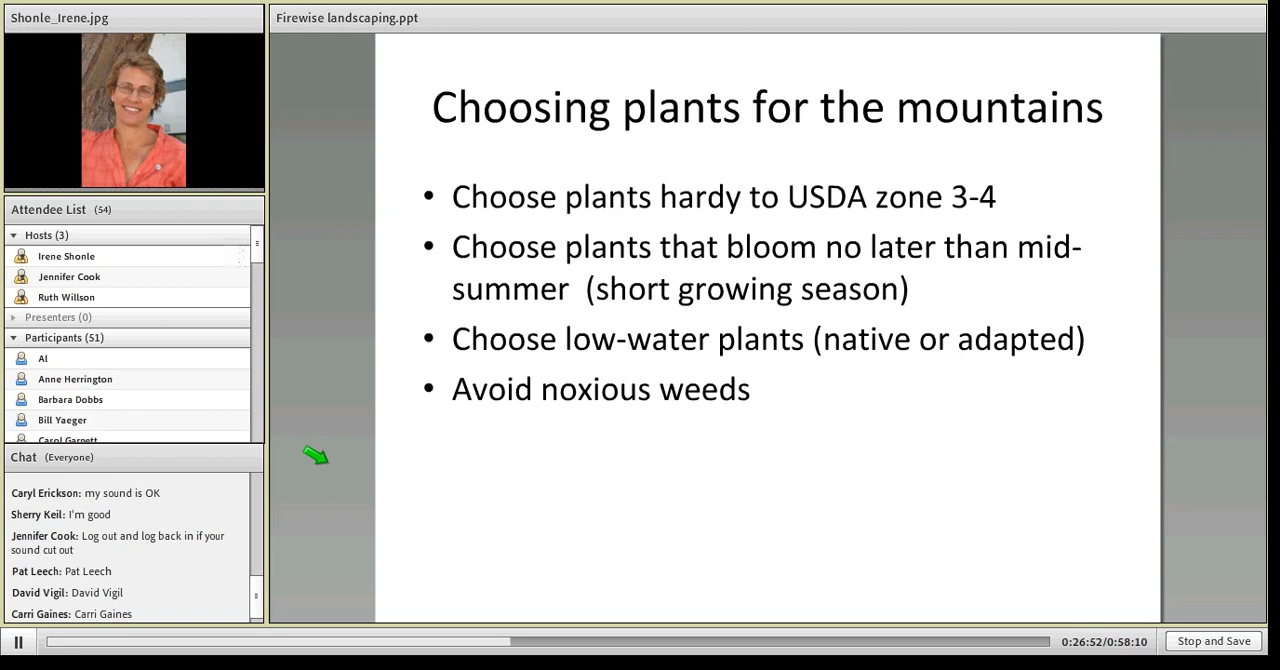 Shonle_Irene.jpg
Firewise landscaping.ppt
Attendee List (54)
Hosts (3)
Irene Shonle
Jennifer Cook
Ruth Willson
Presenters (0)
Participants (51)
Al
Anne Herrington
Barbara Dobbs
Bill Yaeger
Carol Garnett
Chat (Everyone)
Caryl Erickson: my sound is OK
Sherry Keil: I'm good
Jennifer Cook: Log out and log back in if your
sound cut out
Pat Leech: Pat Leech
David Vigil: David Vigil
Carri Gaines: Carri Gaines
Choosing plants for the mountains
• Choose plants hardy to USDA zone 3-4
• Choose plants that bloom no later than mid-
summer (short growing season)
• Choose low-water plants (native or adapted)
• Avoid noxious weeds
0:26:52/0:58:10
Stop and Save